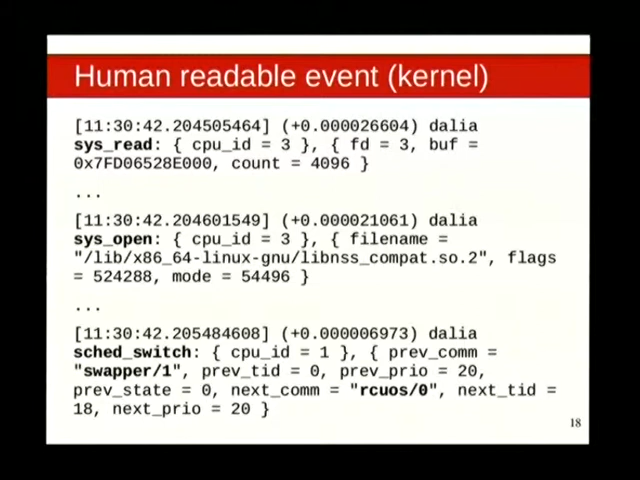 Human readable event (kernel)
[11:30:42.204505464] (+0.000026604) dalia
sys_read: { cpu_id = 3 }, { fd = 3, buf =
0x7FD06528E000, count = 4096 }
...
[11:30:42.204601549] (+0.000021061) dalia
sys_open: { cpu_id = 3 }, { filename =
"/lib/x86_64-linux-gnu/libnss_compat.so.2", flags
= 524288, mode = 54496 }
...
[11:30:42.205484608] (+0.000006973) dalia
sched_switch: { cpu_id = 1 }, { prev_comm =
"swapper/1", prev_tid = 0, prev_prio = 20,
prev_state = 0, next_comm = "rcuos/0", next_tid =
18, next_prio = 20 }
18